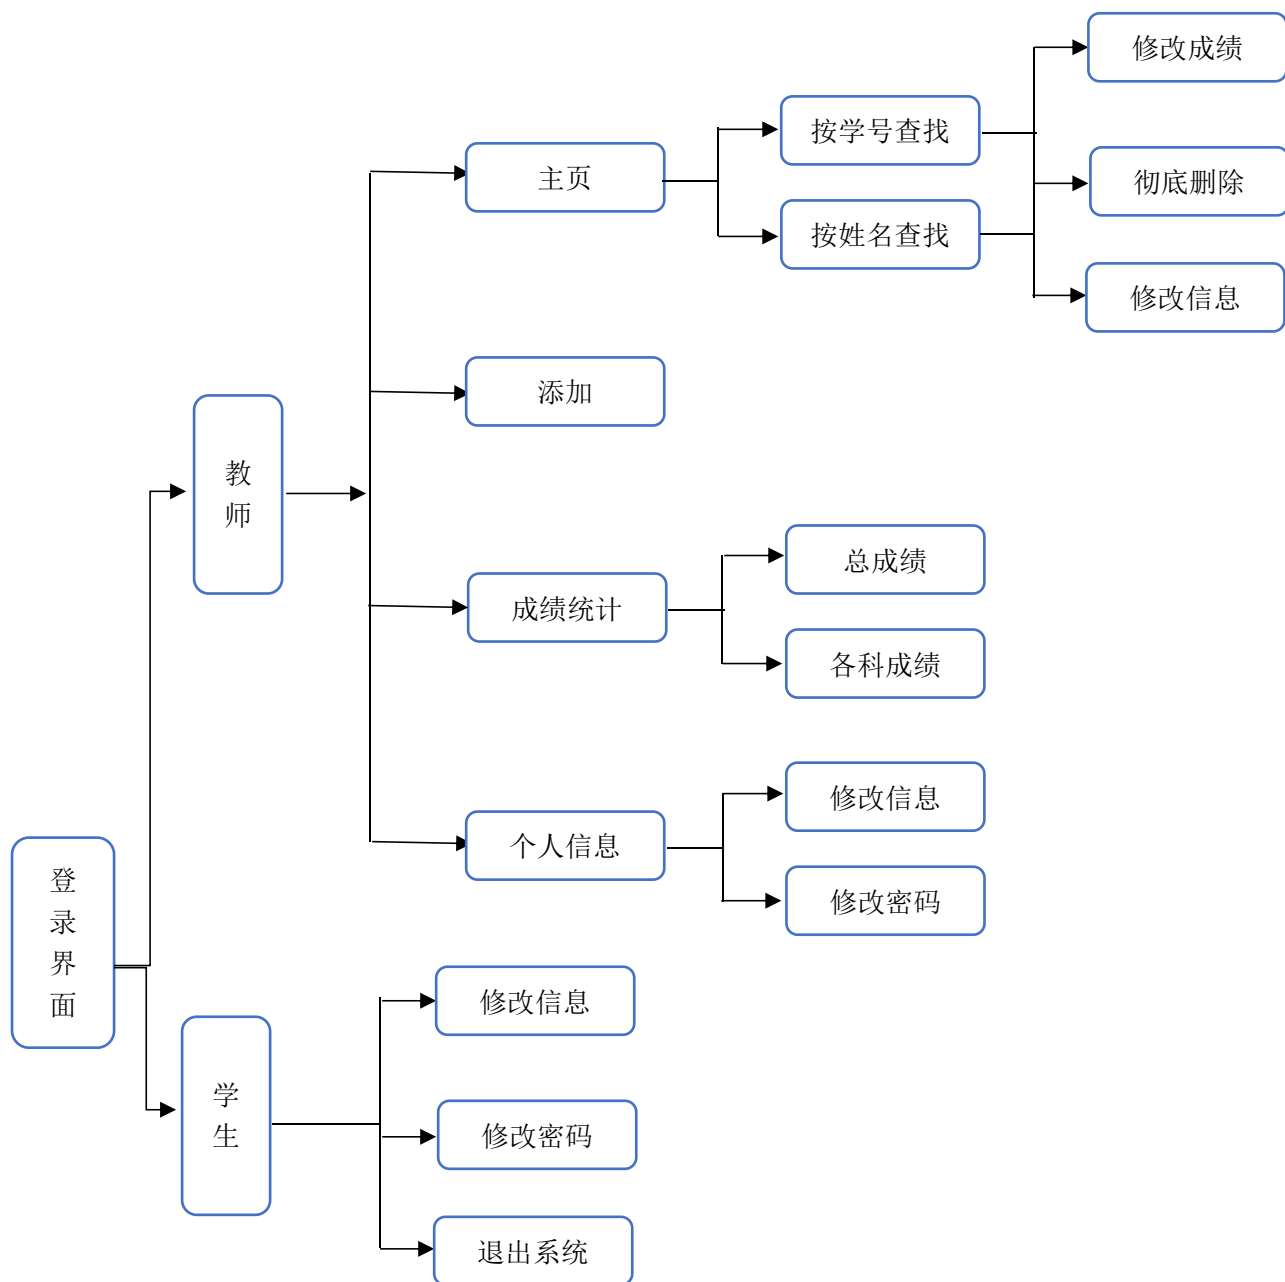 修改成绩
按学号查找
主页
彻底删除
按姓名查找
修改信息
添加
教
师
总成绩
成绩统计
各科成绩
修改信息
个人信息
登
录
界
面
修改密码
修改信息
学
生
修改密码
退出系统